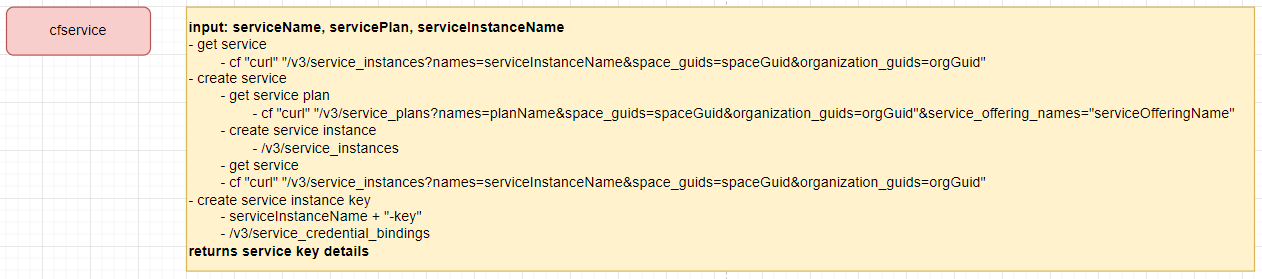 cfservice
input: serviceName, servicePlan, serviceInstanceName
- get service
- cf "curl" "/v3/service_instances?names=serviceInstanceName&space_guids=spaceGuid&organization_guids=orgGuid"
- create service
- get service plan
- cf "curl" "/v3/service_plans?names=planName&space_guids=spaceGuid&organization_guids=orgGuid"&service_offering_names="serviceOfferingName"
- create service instance
- /v3/service_instances
- get service
- cf "curl" "/v3/service_instances?names=serviceInstanceName&space_guids=spaceGuid&organization_guids=orgGuid"
- create service instance key
- serviceInstanceName + "-key"
- /v3/service_credential_bindings
returns service key details